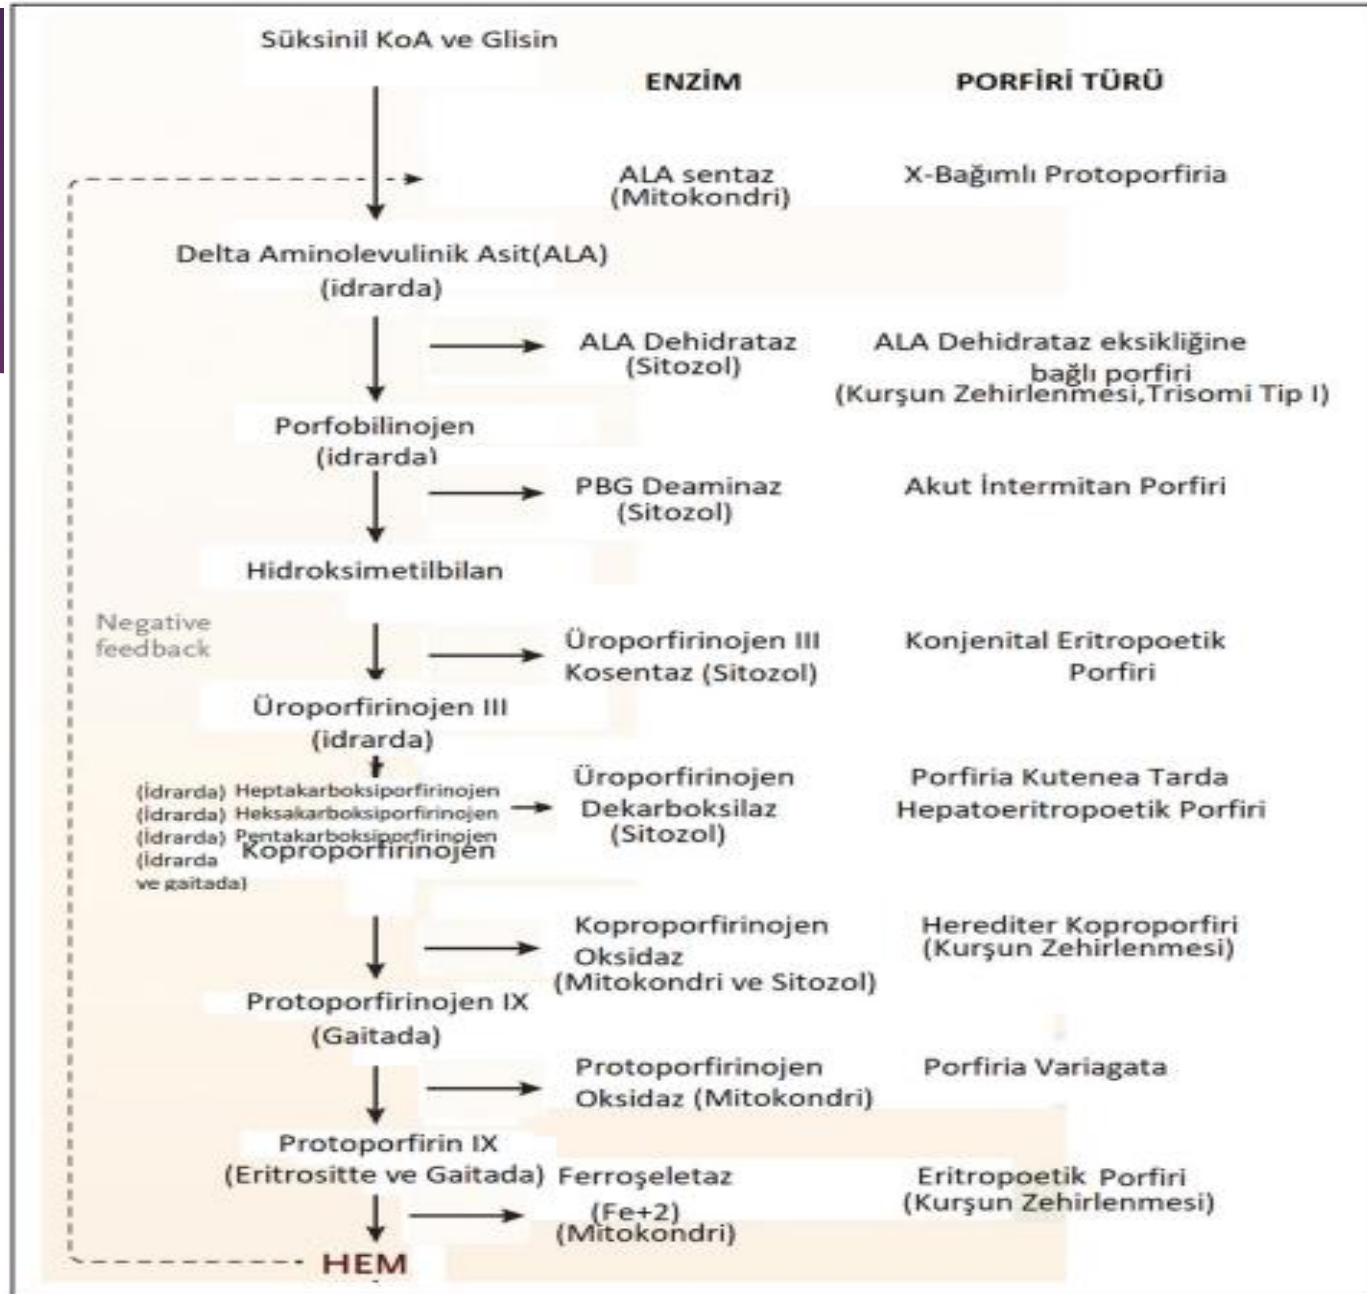 Süksinil KoA ve Glisin
ENZİM
PORFİRİ TÜRÜ
ALA sentaz
(Mitokondri)
X-Bağımlı Protoporfiria
Delta Aminolevulinik Asit(ALA)
(idrarda)
ALA Dehidrataz
(Sitozol)
ALA Dehidrataz eksikliğine
bağlı porfiri
(Kurşun Zehirlenmesi,Trisomi Tip I)
Porfobilinojen
(idrarda)
PBG Deaminaz
(Sitozol)
Akut İntermitan Porfiri
Hidroksimetilbilan
Negative
feedback
Üroporfirinojen III
Kosentaz (Sitozol)
Konjenital Eritropoetik
Porfiri
Üroporfirinojen III
(idrarda)
(İdrarda) Heptakarboksiporfirinojen
(İdrarda) Heksakarboksiporfirinojen
(İdrarda) Pentakarboksiporfirinojen
(İdrarda Koproporfirinojen
ve gaitada)
Üroporfirinojen
Dekarboksilaz
(Sitozol)
Porfiria Kutenea Tarda
Hepatoeritropoetik Porfiri
Koproporfirinojen
Oksidaz
(Mitokondri ve Sitozol)
Herediter Koproporfiri
(Kurşun Zehirlenmesi)
Protoporfirinojen IX
(Gaitada)
Protoporfirinojen
Oksidaz (Mitokondri)
Porfiria Variagata
Protoporfirin IX
(Eritrositte ve Gaitada)
Ferroşeletaz
(Fe+2)
(Mitokondri)
Eritropoetik Porfiri
(Kurşun Zehirlenmesi)
HEM